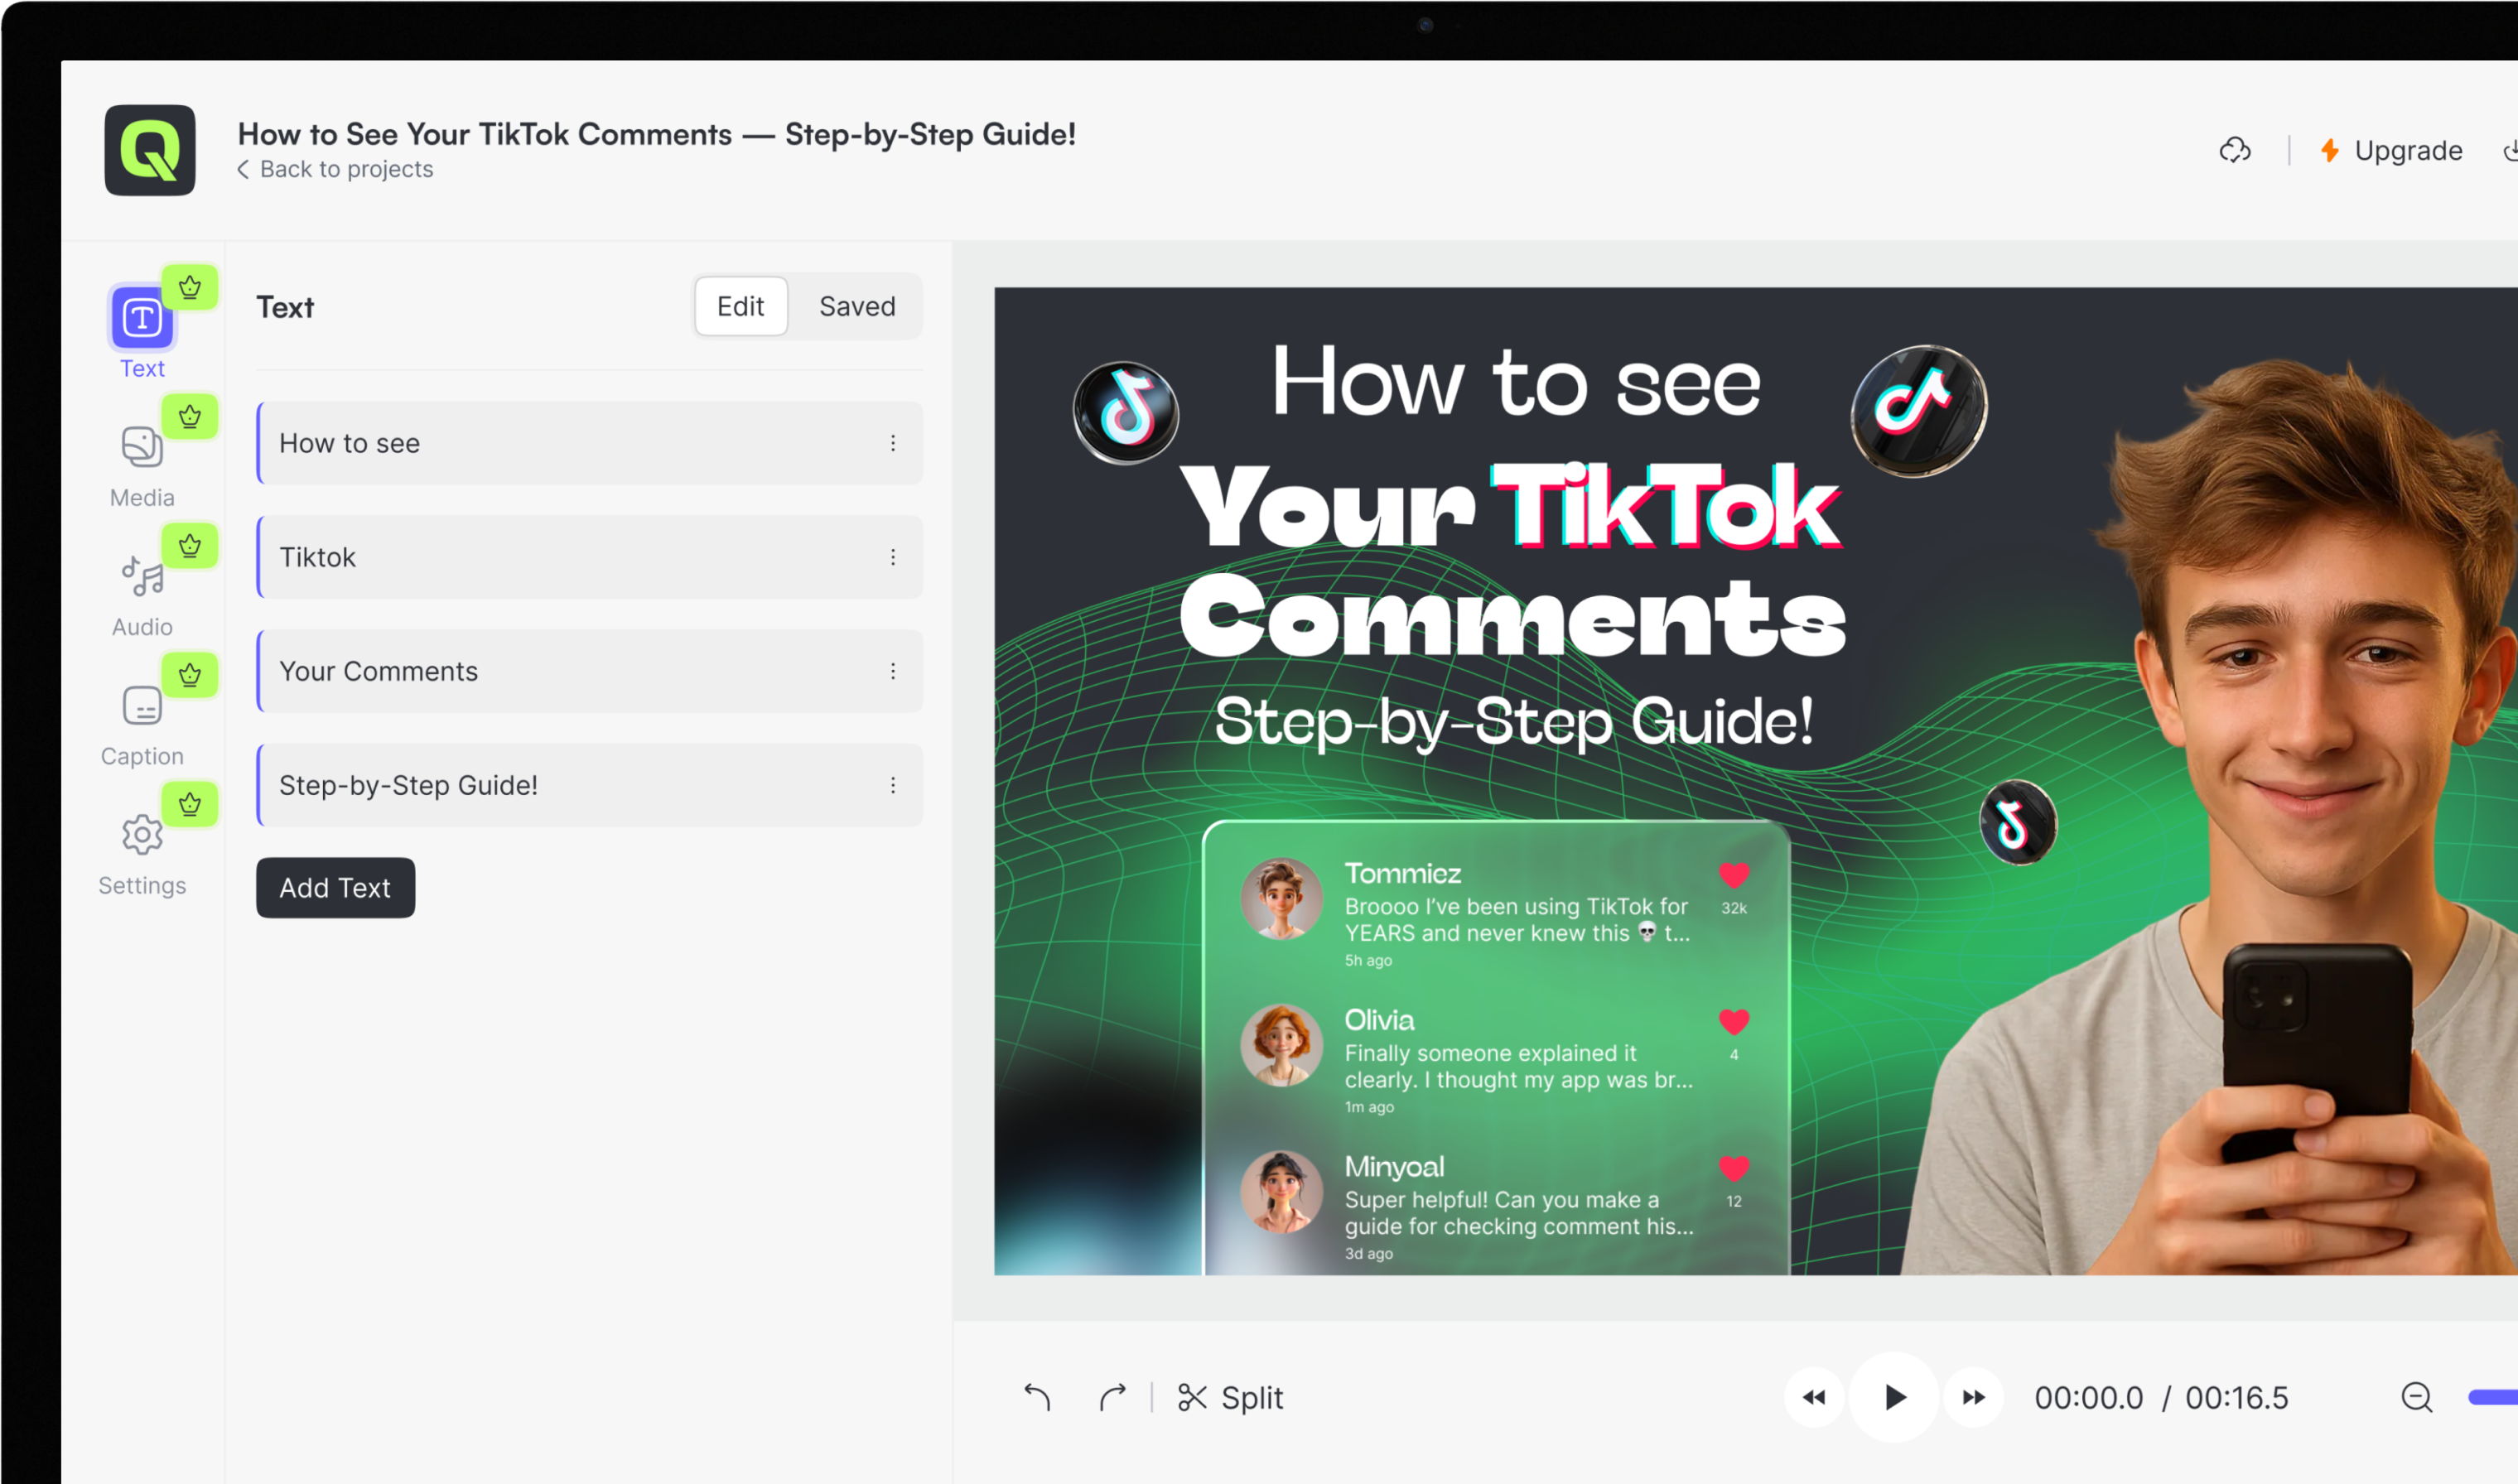 How to See Your TikTok Comments — Step-by-Step Guide!
Back to projects
Upgrade
Text
Media
Audio
Caption
Settings
Text
Edit
Saved
How to see
Tiktok
Your Comments
Step-by-Step Guide!
Add Text
How to see
Your TikTok
Comments
Step-by-Step Guide!
Tommiez
Broooo I’ve been using TikTok for
YEARS and never knew this 💀 t...
5h ago
32k
Olivia
Finally someone explained it
clearly. I thought my app was br...
1m ago
4
Minyoal
Super helpful! Can you make a
guide for checking comment his...
3d ago
12
Split
00:00.0 / 00:16.5